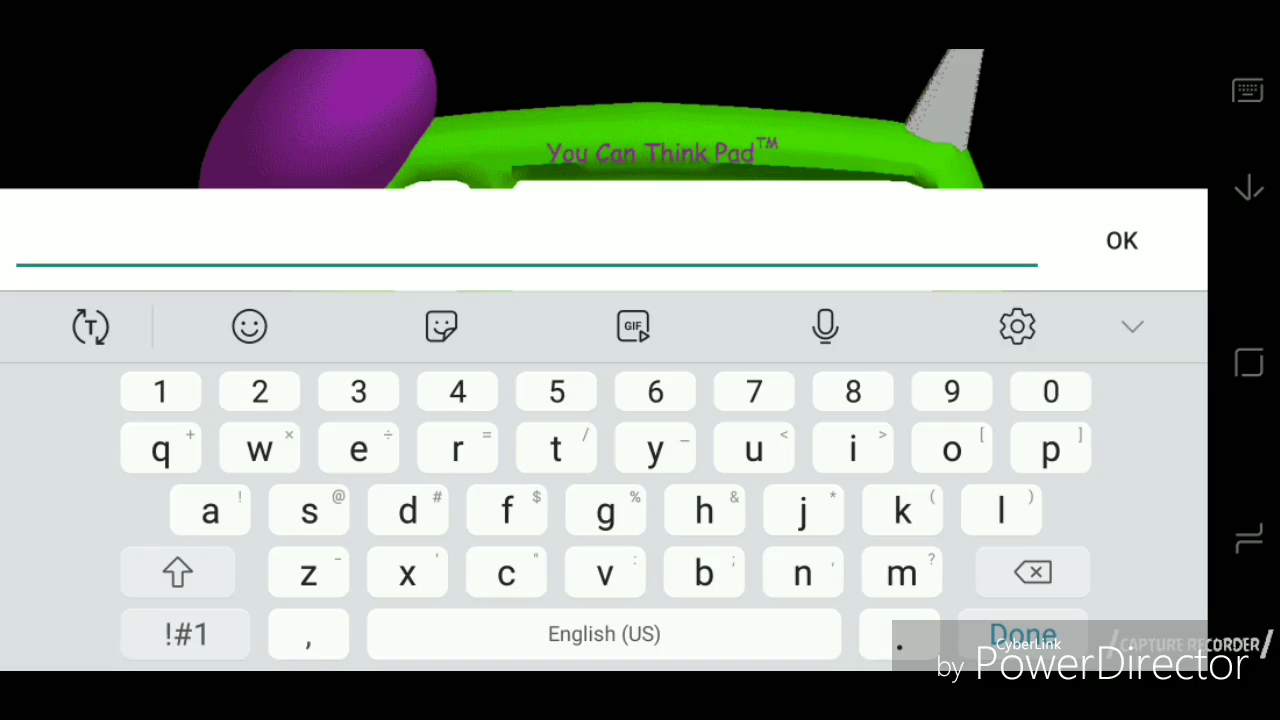 You Can Think Pad™
OK
T
GIF
1 2 3 4 5 6 7 8 9 0
q + w × e ÷ r = t / y _ u < i > o [ p ]
a ! s @ d # f $ g % h & j * k ( l )
z - x ' c " v : b ; n , m ?
!#1 , English (US) . Done
CyberLink
by PowerDirector
/CAPTURE RECORDER/